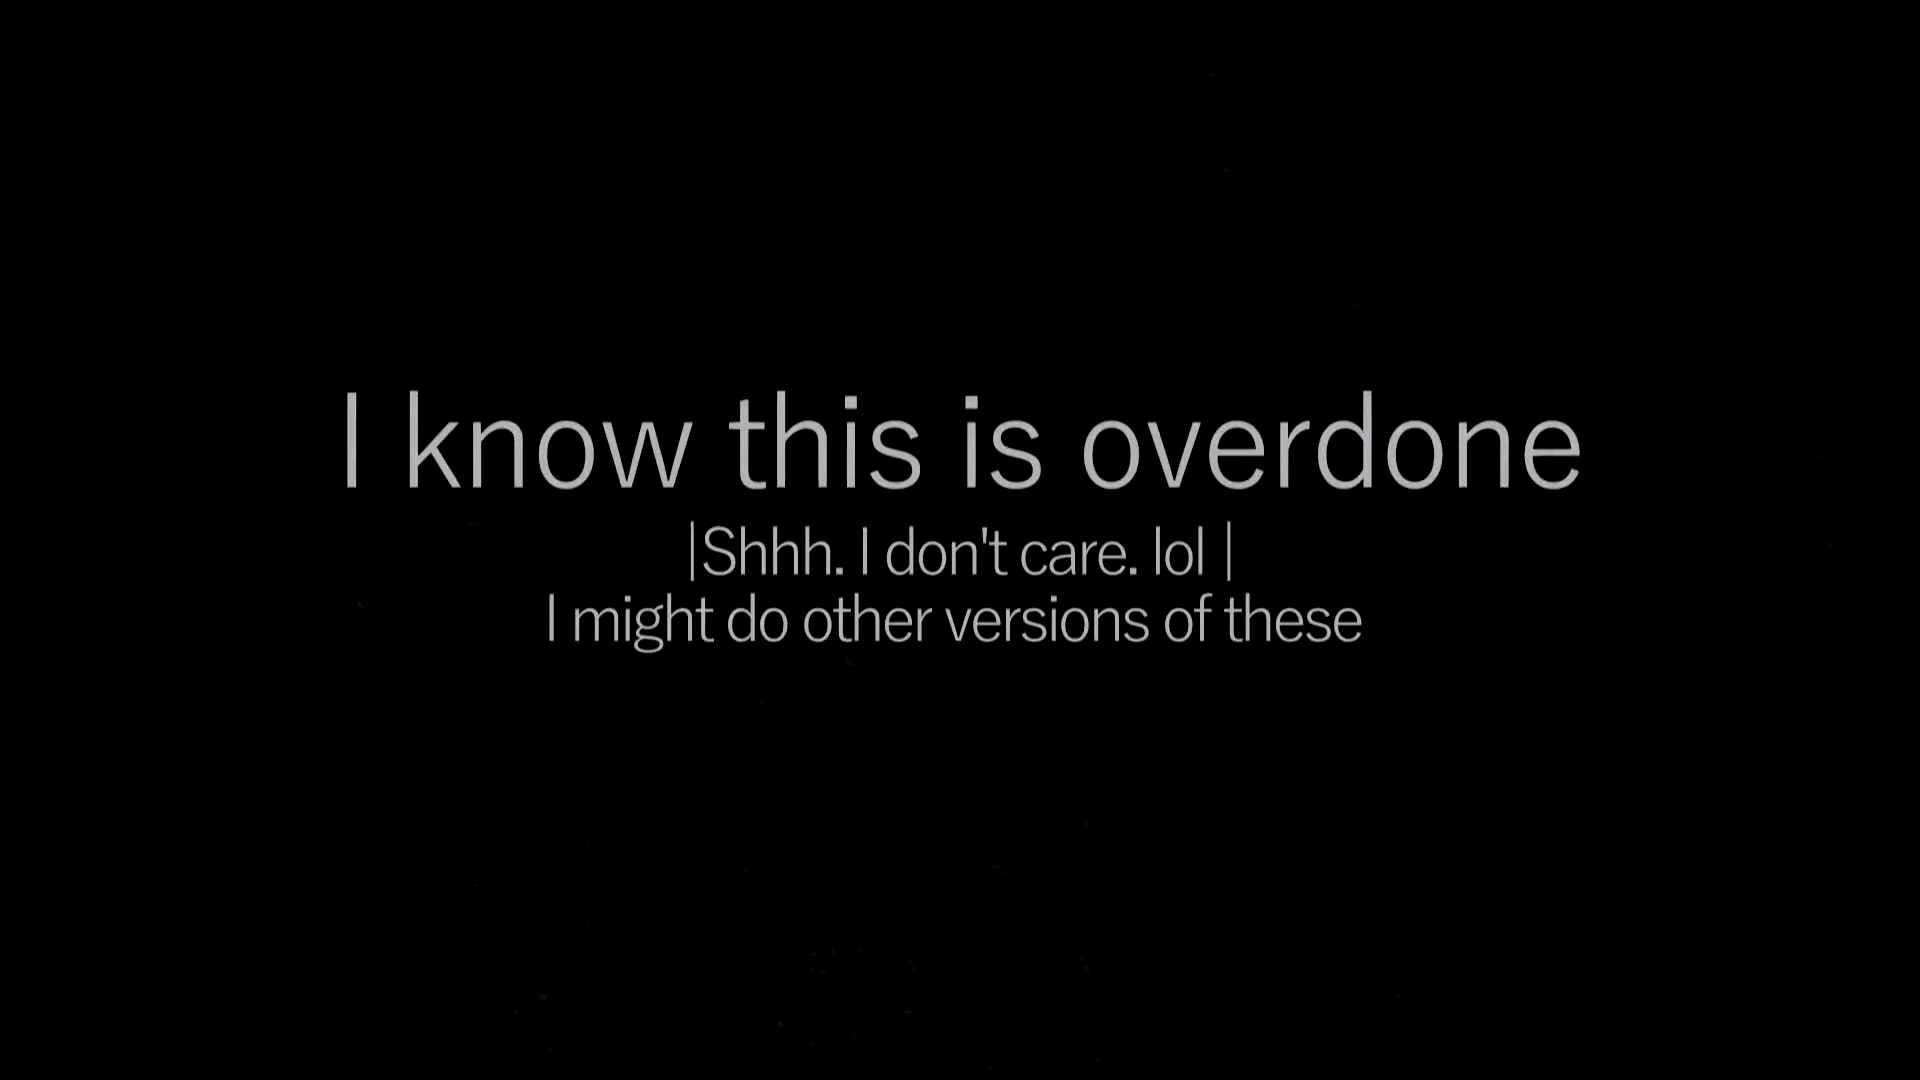 I know this is overdone
|Shhh. I don't care. lol |
I might do other versions of these